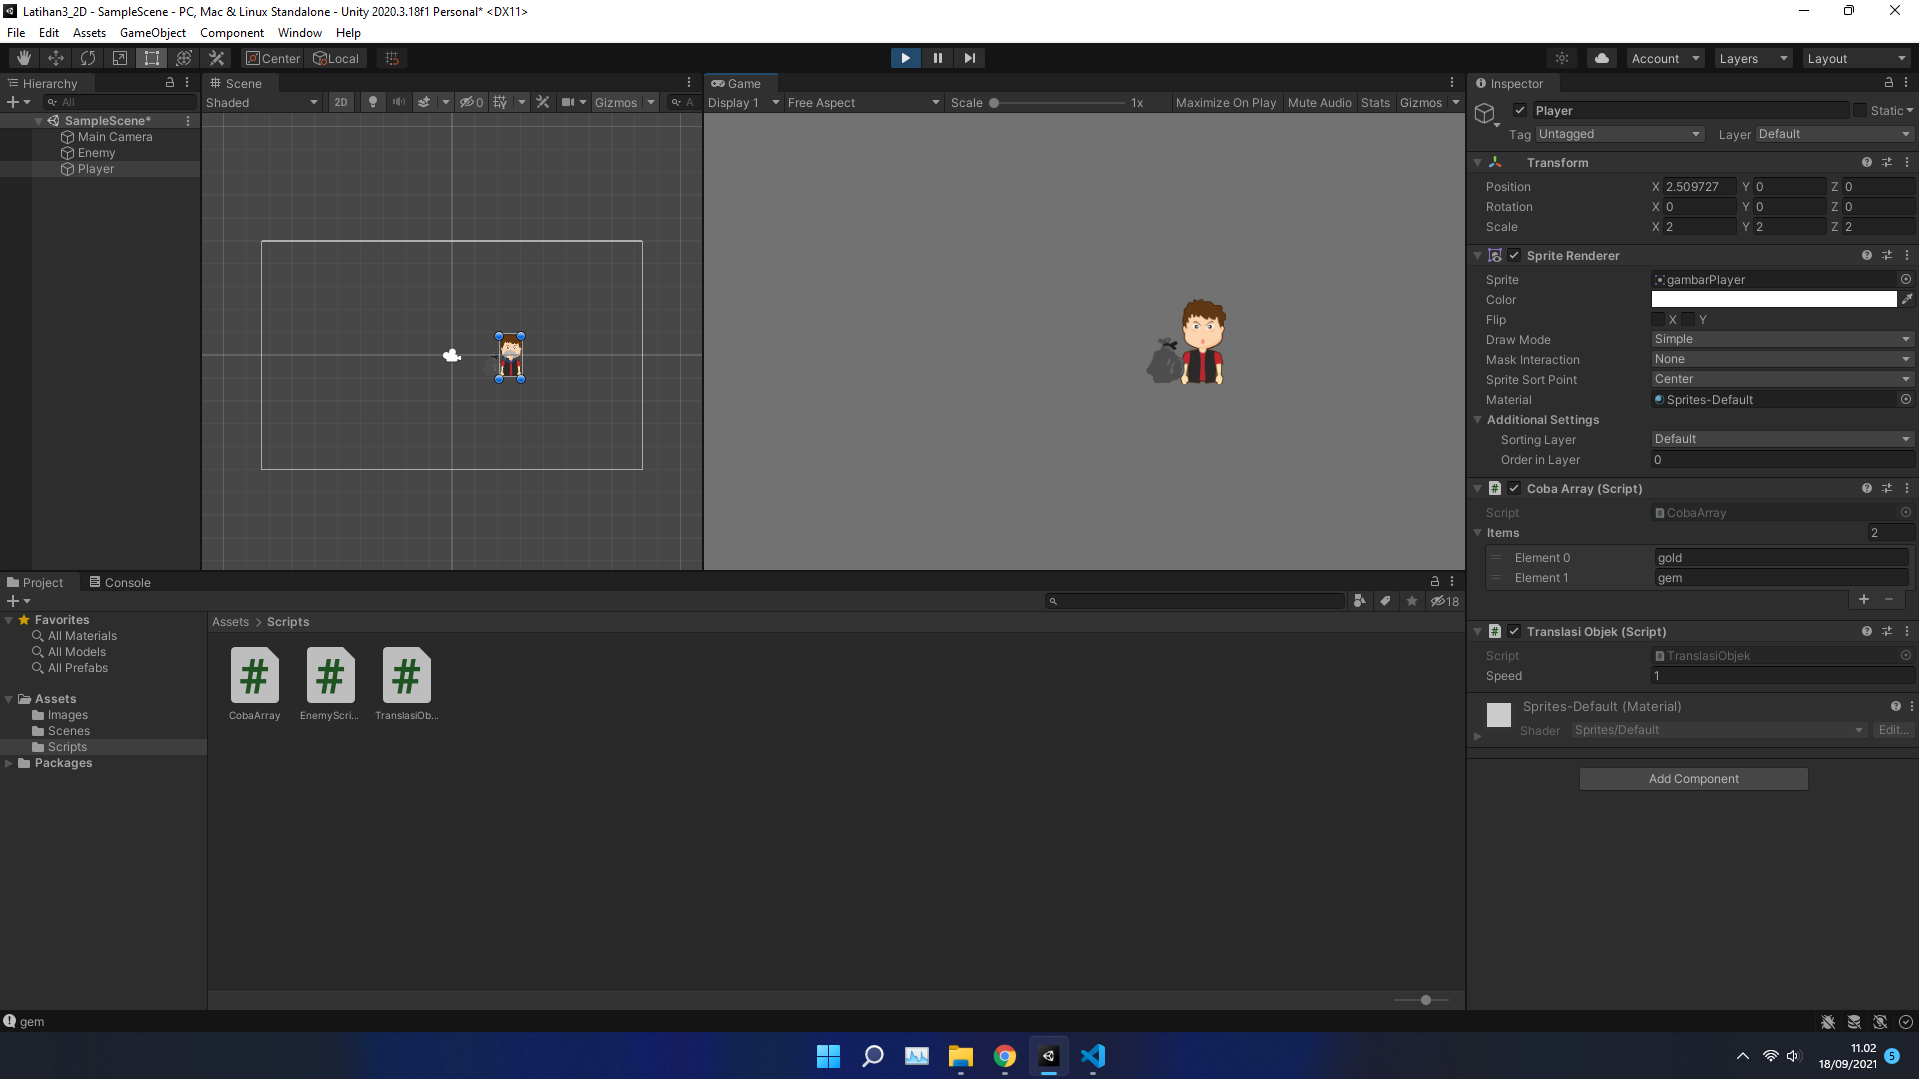 Latihan3_2D - SampleScene - PC, Mac & Linux Standalone - Unity 2020.3.18f1 Personal* <DX11>
File Edit Assets GameObject Component Window Help
Center Local
Account Layers Layout
Hierarchy
All
SampleScene*
Main Camera
Enemy
Player
Scene
Shaded 2D 0 Gizmos A
Game
Display 1 Free Aspect Scale 1x Maximize On Play Mute Audio Stats Gizmos
Inspector
Player Static
Tag Untagged Layer Default
Transform
Position X 2.509727 Y 0 Z 0
Rotation X 0 Y 0 Z 0
Scale X 2 Y 2 Z 2
Sprite Renderer
Sprite gambarPlayer
Color
Flip X Y
Draw Mode Simple
Mask Interaction None
Sprite Sort Point Center
Material Sprites-Default
Additional Settings
Sorting Layer Default
Order in Layer 0
Coba Array (Script)
Script CobaArray
Items 2
Element 0 gold
Element 1 gem
Translasi Objek (Script)
Script TranslasiObjek
Speed 1
Sprites-Default (Material)
Shader Sprites/Default Edit...
Add Component
Project Console
18
Favorites
All Materials
All Models
All Prefabs
Assets
Images
Scenes
Scripts
Packages
Assets > Scripts
CobaArray EnemyScri... TranslasiOb...
gem
11.02
18/09/2021 5